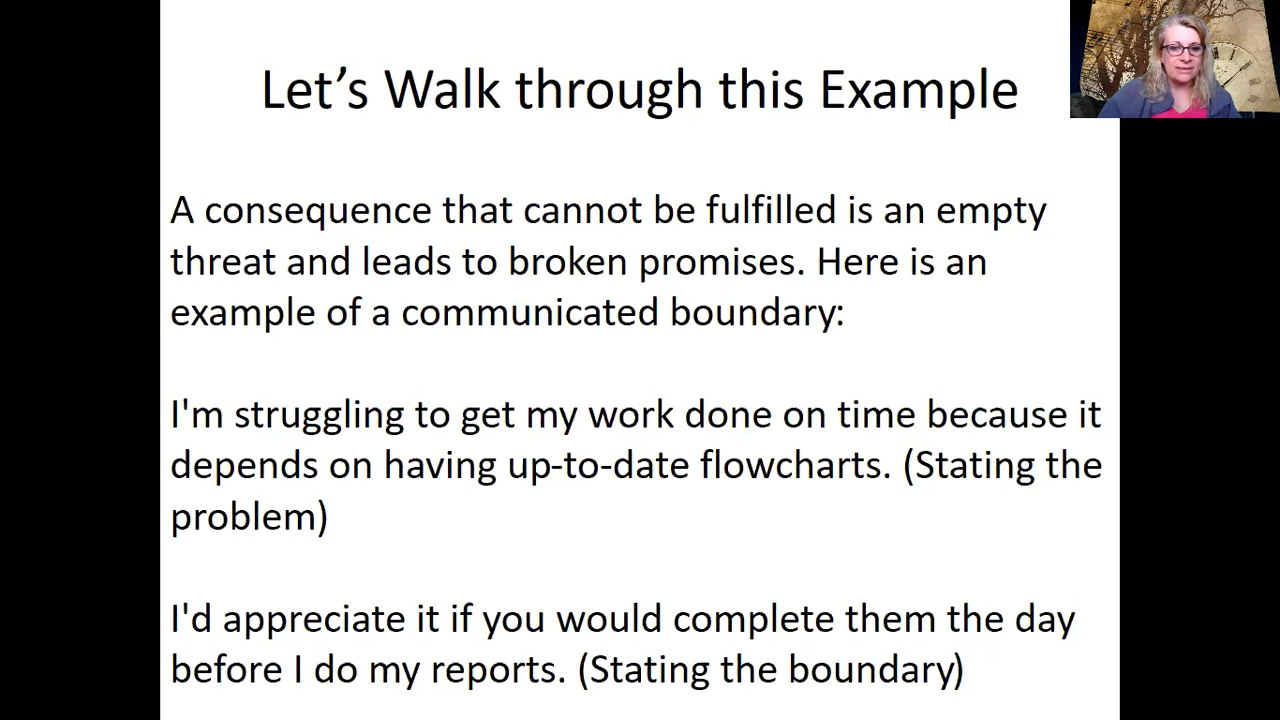 Let’s Walk through this Example
A consequence that cannot be fulfilled is an empty
threat and leads to broken promises. Here is an
example of a communicated boundary:
I'm struggling to get my work done on time because it
depends on having up-to-date flowcharts. (Stating the
problem)
I'd appreciate it if you would complete them the day
before I do my reports. (Stating the boundary)